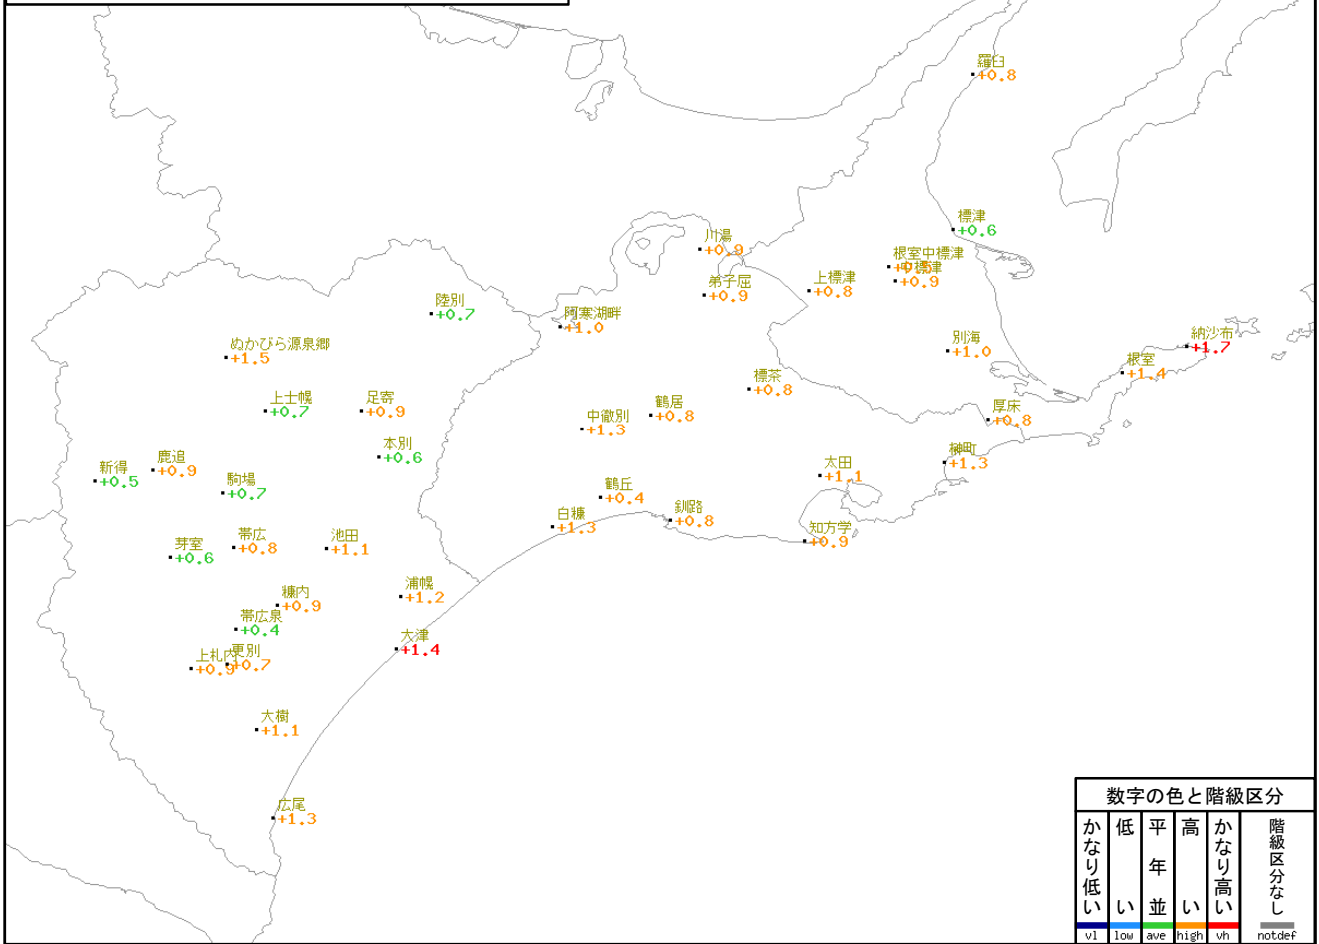 羅臼
+0.8
標津
+0.6
川湯
+0.9
根室中標津
中標津
+0.9
弟子屈
+0.9
上標津
+0.8
陸別
+0.7
阿寒湖畔
+1.0
ぬかびら源泉郷
+1.5
別海
+1.0
納沙布
+1.7
根室
+1.4
標茶
+0.8
上士幌
+0.7
足寄
+0.9
鶴居
+0.8
中徹別
+1.3
厚床
+0.8
本別
+0.6
榊町
+1.3
鹿追
+0.9
新得
+0.5
太田
+1.1
駒場
+0.7
鶴丘
+0.4
白糠
+1.3
釧路
+0.8
知方学
+0.9
芽室
+0.6
帯広
+0.8
池田
+1.1
浦幌
+1.2
糠内
+0.9
帯広泉
+0.4
大津
+1.4
上札内
+0.9
更別
+0.7
大樹
+1.1
広尾
+1.3
数字の色と階級区分
かなり低い
低い
平年並
高い
かなり高い
階級区分なし
vl low ave high vh notdef